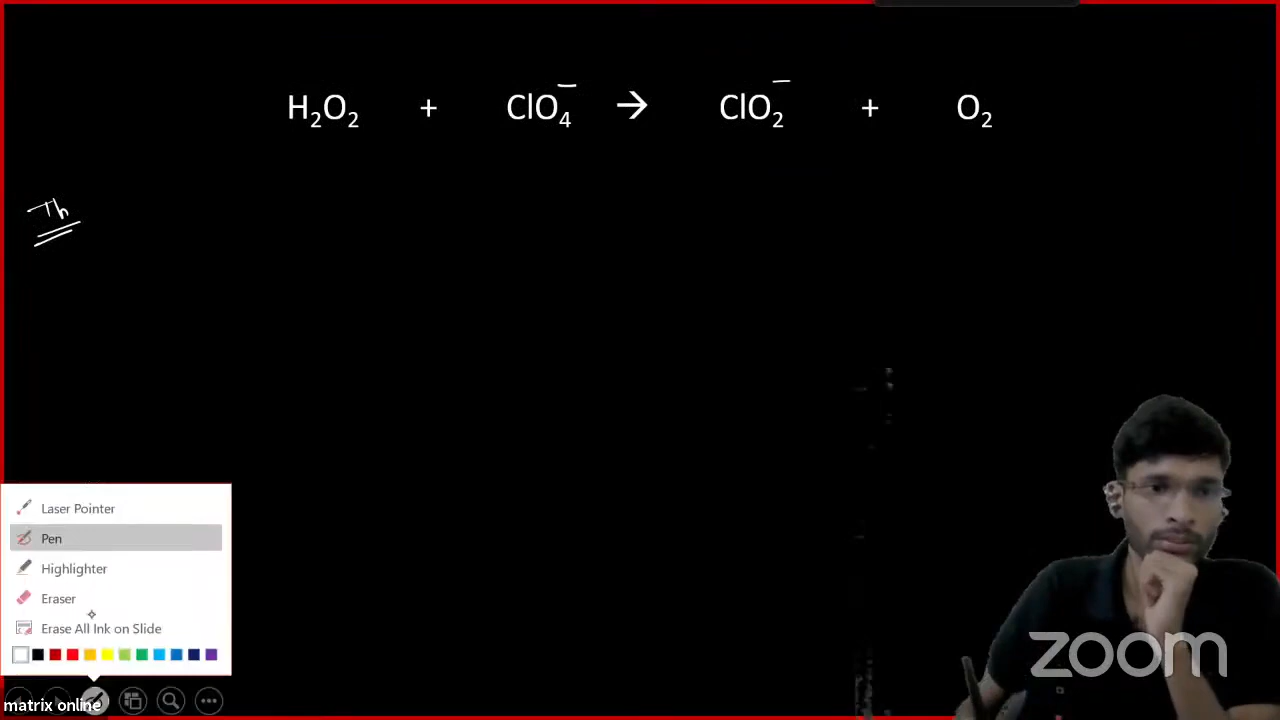 H₂O₂ + ClO₄⁻ → ClO₂⁻ + O₂
Th
Laser Pointer
Pen
Highlighter
Eraser
Erase All Ink on Slide
matrix online
zoom